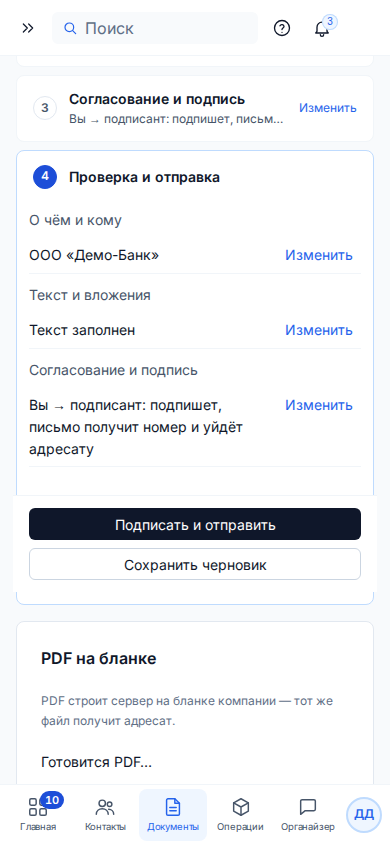 Поиск
3
3
Согласование и подпись
Вы → подписант: подпишет, письм...
Изменить
4
Проверка и отправка
О чём и кому
ООО «Демо-Банк»
Изменить
Текст и вложения
Текст заполнен
Изменить
Согласование и подпись
Вы → подписант: подпишет,
Изменить
письмо получит номер и уйдёт
адресату
Подписать и отправить
Сохранить черновик
PDF на бланке
PDF строит сервер на бланке компании — тот же
файл получит адресат.
Готовится PDF...
10
Главная
Контакты
Документы
Операции
Органайзер
ДД